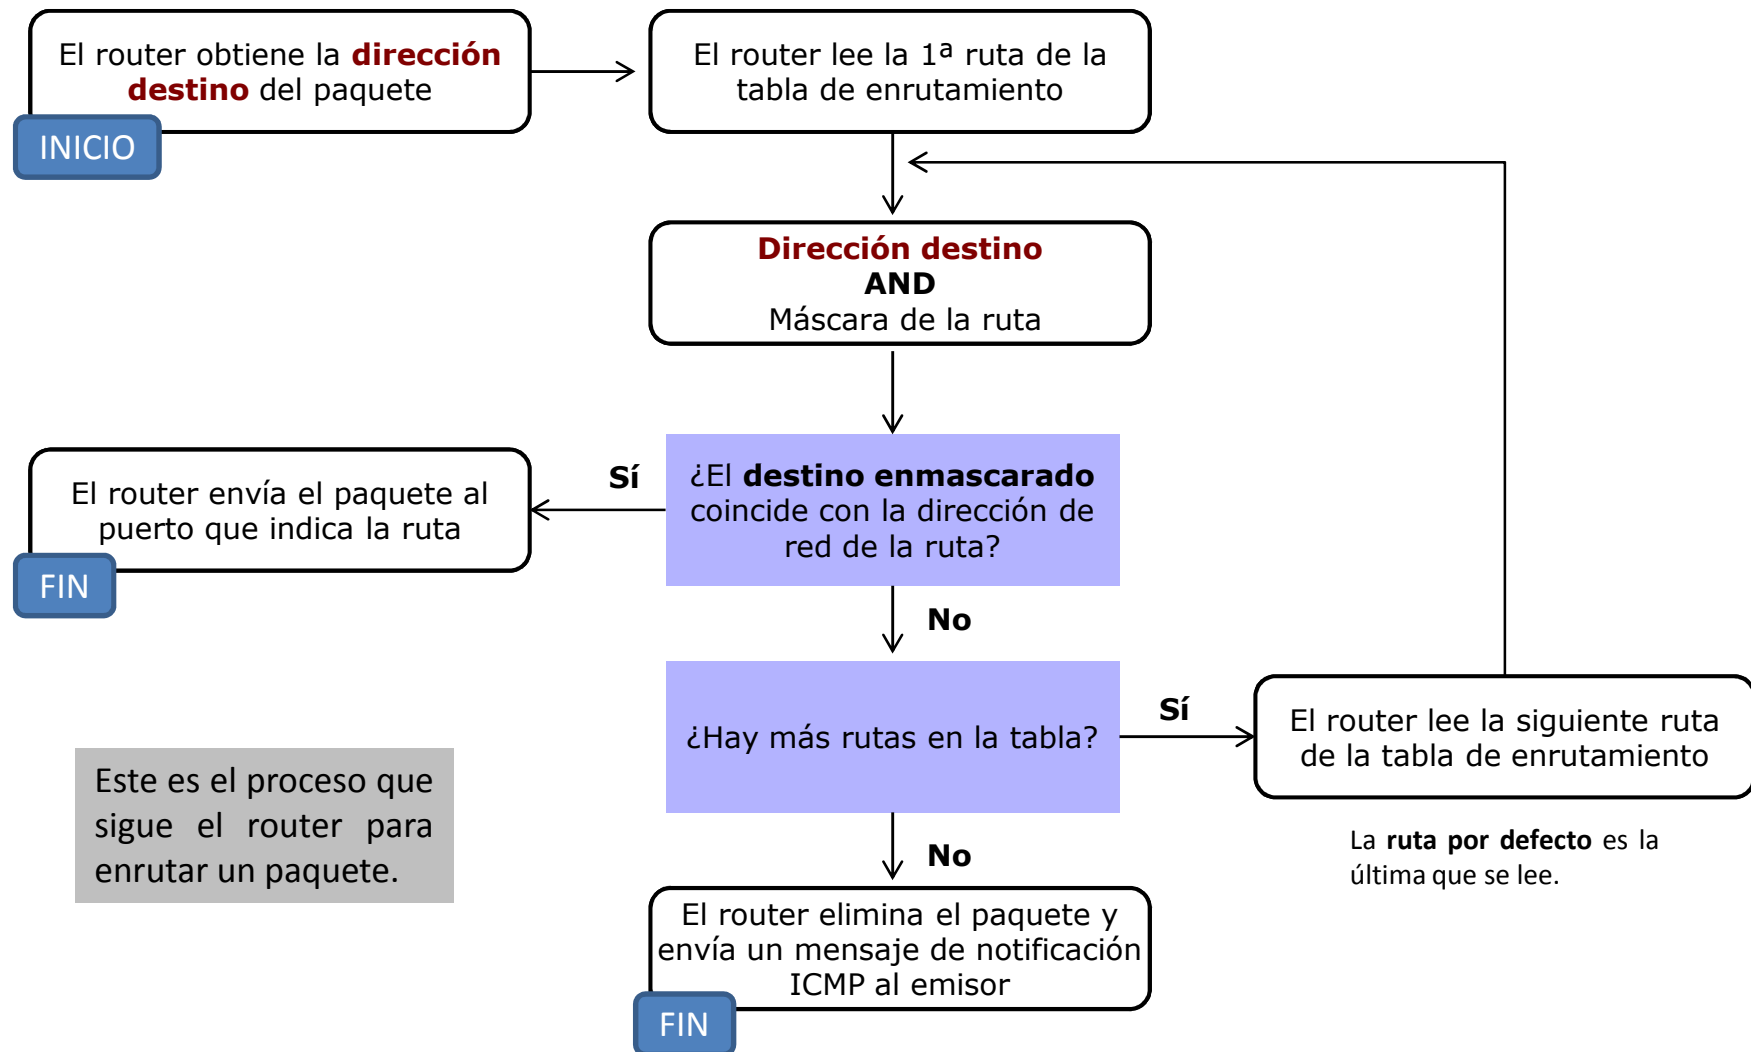 El router obtiene la dirección
destino del paquete
INICIO
El router lee la 1ª ruta de la
tabla de enrutamiento
Dirección destino
AND
Máscara de la ruta
¿El destino enmascarado
coincide con la dirección de
red de la ruta?
Sí
El router envía el paquete al
puerto que indica la ruta
FIN
No
¿Hay más rutas en la tabla?
Sí
El router lee la siguiente ruta
de la tabla de enrutamiento
La ruta por defecto es la
última que se lee.
No
El router elimina el paquete y
envía un mensaje de notificación
ICMP al emisor
FIN
Este es el proceso que
sigue el router para
enrutar un paquete.